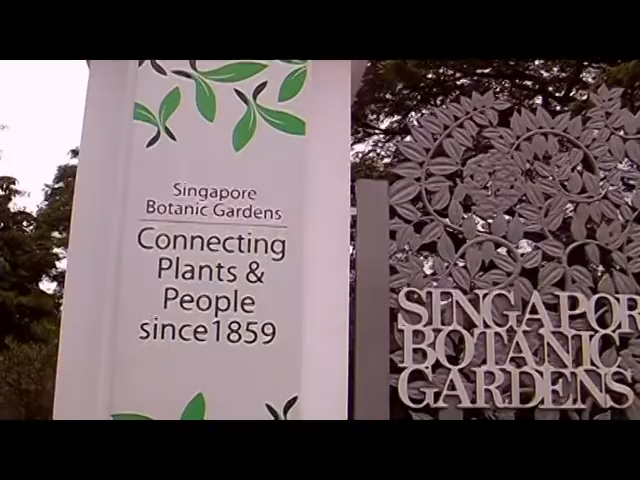 Singapore
Botanic Gardens
Connecting
Plants &
People
since1859
SINGAPOR
BOTANIC
GARDENS